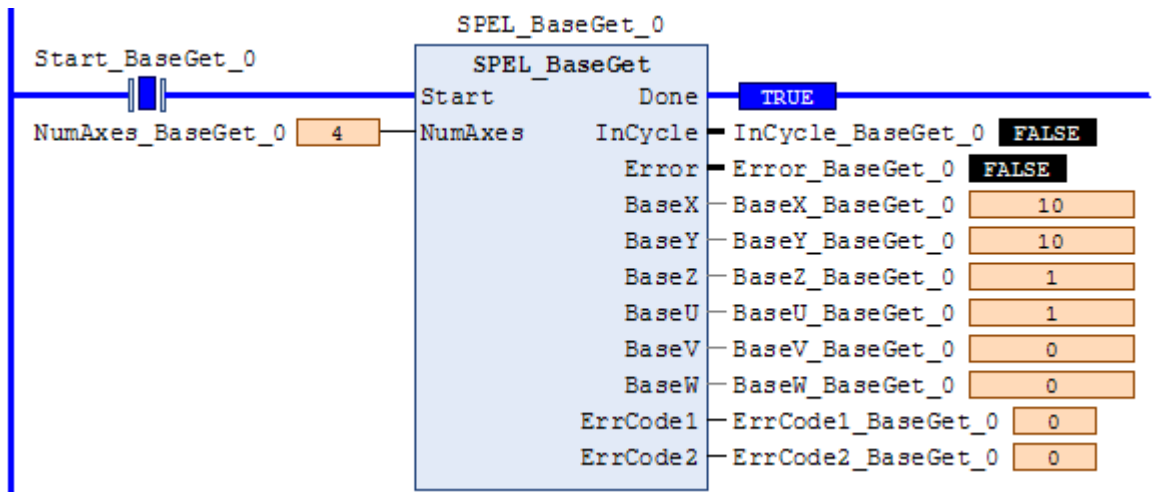 SPEL_BaseGet_0
Start_BaseGet_0 SPEL_BaseGet
Start Done TRUE
NumAxes_BaseGet_0 4 NumAxes InCycle InCycle_BaseGet_0 FALSE
Error Error_BaseGet_0 FALSE
BaseX BaseX_BaseGet_0 10
BaseY BaseY_BaseGet_0 10
BaseZ BaseZ_BaseGet_0 1
BaseU BaseU_BaseGet_0 1
BaseV BaseV_BaseGet_0 0
BaseW BaseW_BaseGet_0 0
ErrCode1 ErrCode1_BaseGet_0 0
ErrCode2 ErrCode2_BaseGet_0 0